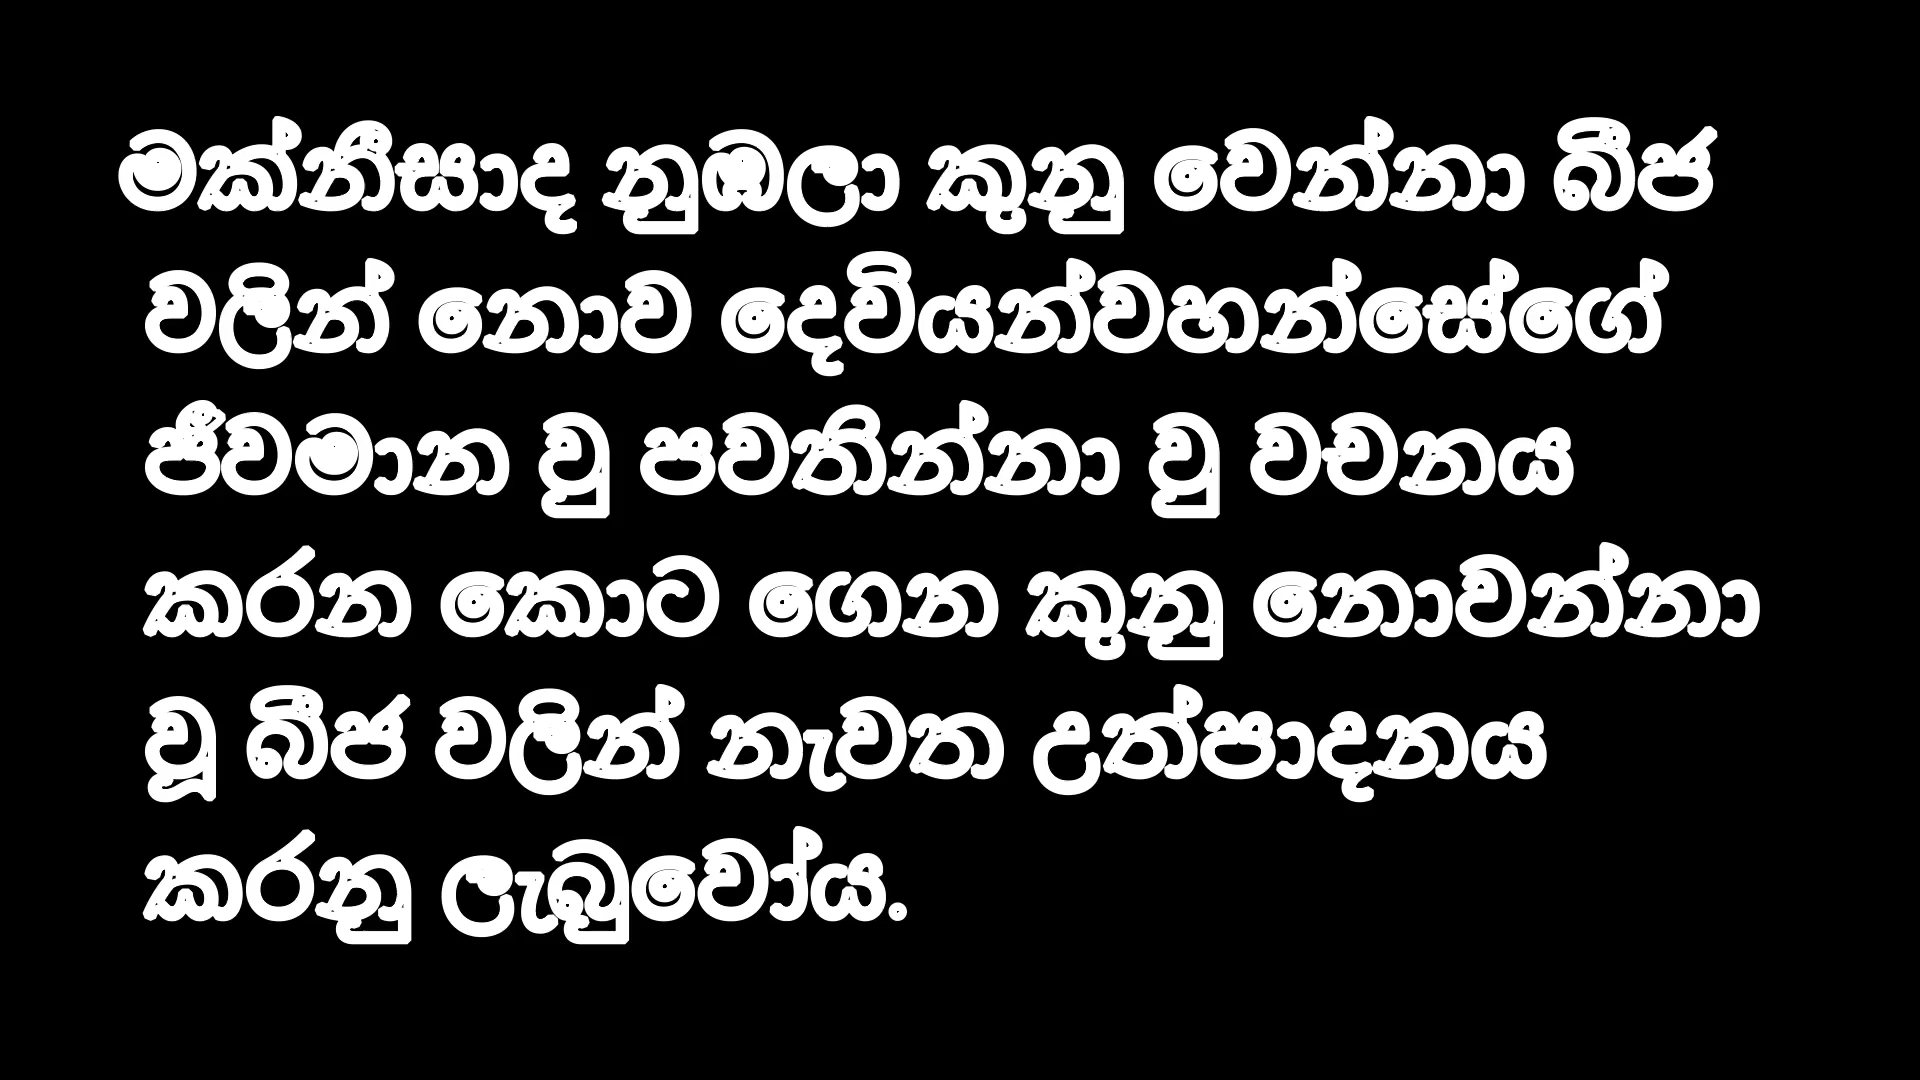 මක්නිසාද නුඹලා කුනු වෙන්නා බීජ
වලින් නොව දෙවියන්වහන්සේගේ
ජීවමාන වු පවතින්නා වු වචනය
කරන කොට ගෙන කුනු නොවන්නා
වූ බීජ වලින් නැවත උත්පාදනය
කරනු ලැබුවෝය.